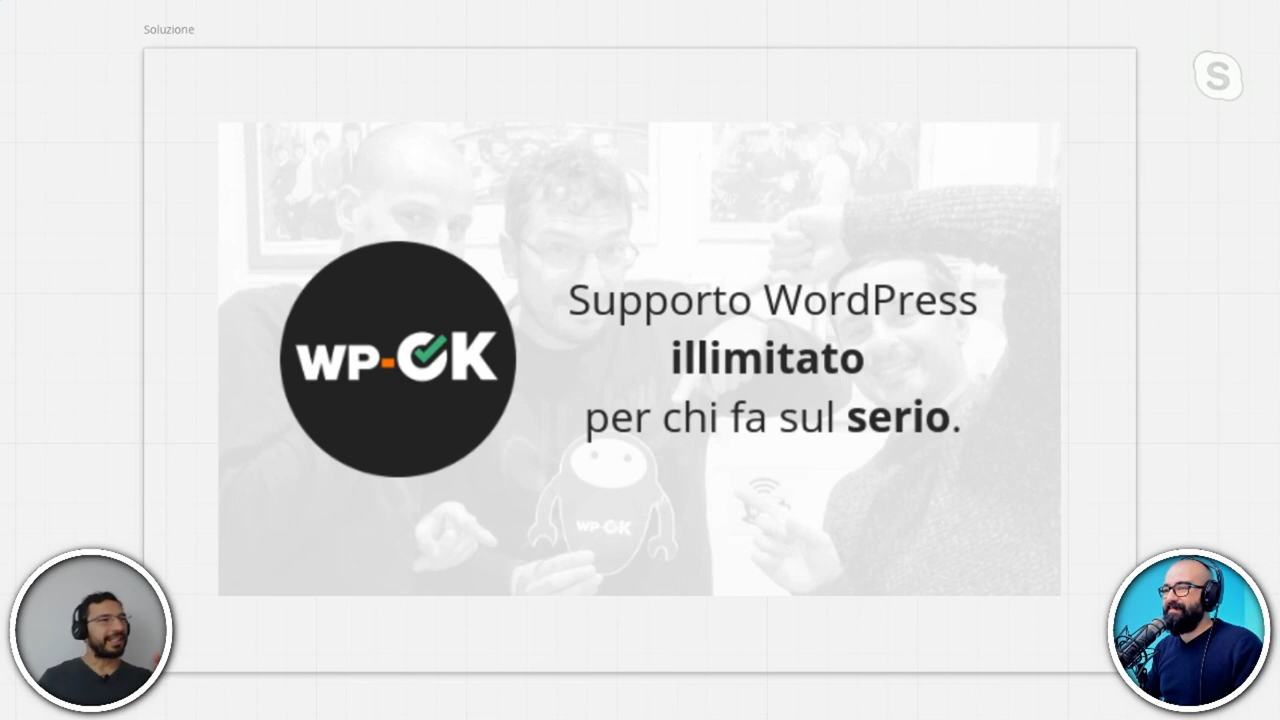 Soluzione
S
Supporto WordPress
illimitato
per chi fa sul serio.
WP-OK
WP-OK